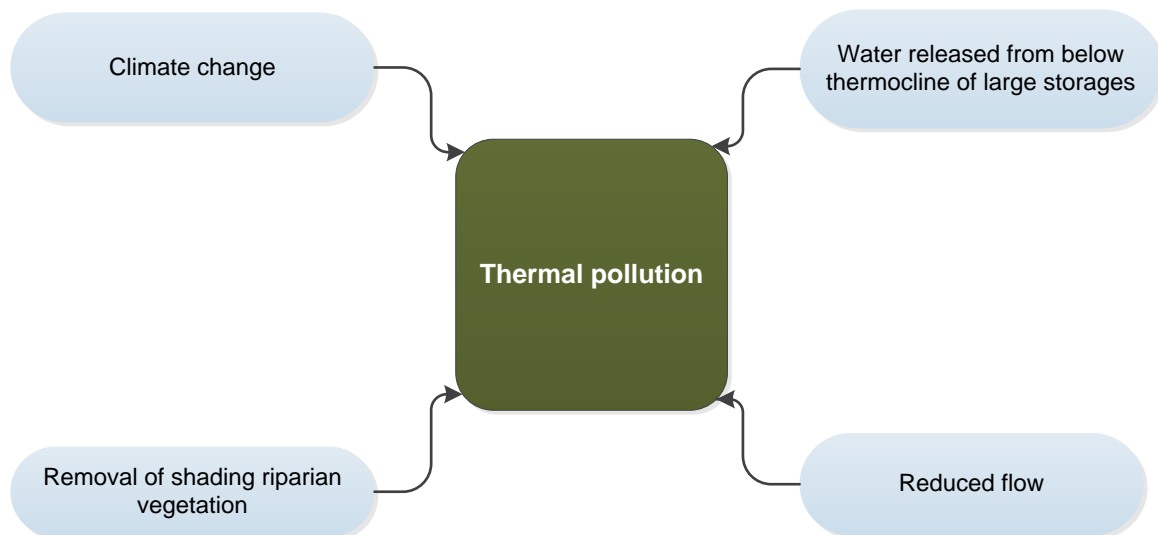 Climate change
Water released from below
thermocline of large storages
Thermal pollution
Removal of shading riparian
vegetation
Reduced flow